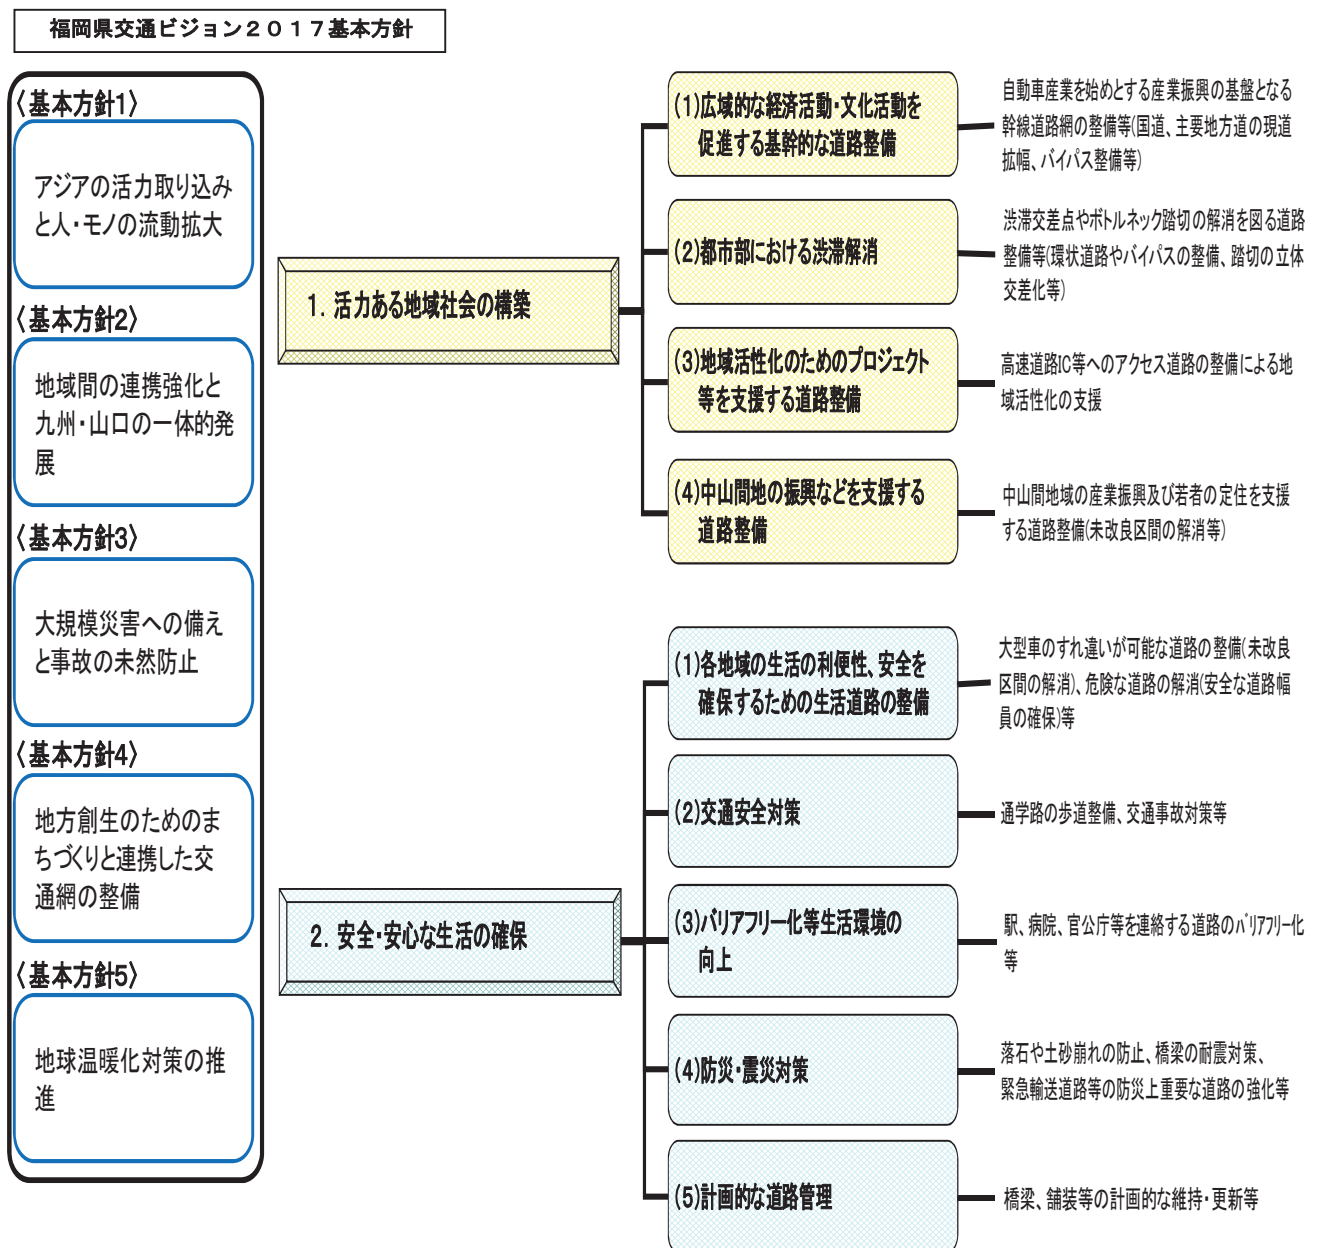 福岡県交通ビジョン２０１７基本方針
〈基本方針1〉
アジアの活力取り込み
と人・モノの流動拡大
〈基本方針2〉
地域間の連携強化と
九州・山口の一体的発
展
〈基本方針3〉
大規模災害への備え
と事故の未然防止
〈基本方針4〉
地方創生のためのま
ちづくりと連携した交
通網の整備
〈基本方針5〉
地球温暖化対策の推
進
１．活力ある地域社会の構築
(1)広域的な経済活動・文化活動を
促進する基幹的な道路整備
自動車産業を始めとする産業振興の基盤となる
幹線道路網の整備等(国道、主要地方道の現道
拡幅、バイパス整備等)
(2)都市部における渋滞解消
渋滞交差点やボトルネック踏切の解消を図る道路
整備等(環状道路やバイパスの整備、踏切の立体
交差化等)
(3)地域活性化のためのプロジェクト
等を支援する道路整備
高速道路IC等へのアクセス道路の整備による地
域活性化の支援
(4)中山間地の振興などを支援する
道路整備
中山間地域の産業振興及び若者の定住を支援
する道路整備(未改良区間の解消等)
２．安全・安心な生活の確保
(1)各地域の生活の利便性、安全を
確保するための生活道路の整備
大型車のすれ違いが可能な道路の整備(未改良
区間の解消)、危険な道路の解消(安全な道路幅
員の確保)等
(2)交通安全対策
通学路の歩道整備、交通事故対策等
(3)バリアフリー化等生活環境の
向上
駅、病院、官公庁等を連絡する道路のバリアフリー化
等
(4)防災・震災対策
落石や土砂崩れの防止、橋梁の耐震対策、
緊急輸送道路等の防災上重要な道路の強化等
(5)計画的な道路管理
橋梁、舗装等の計画的な維持・更新等